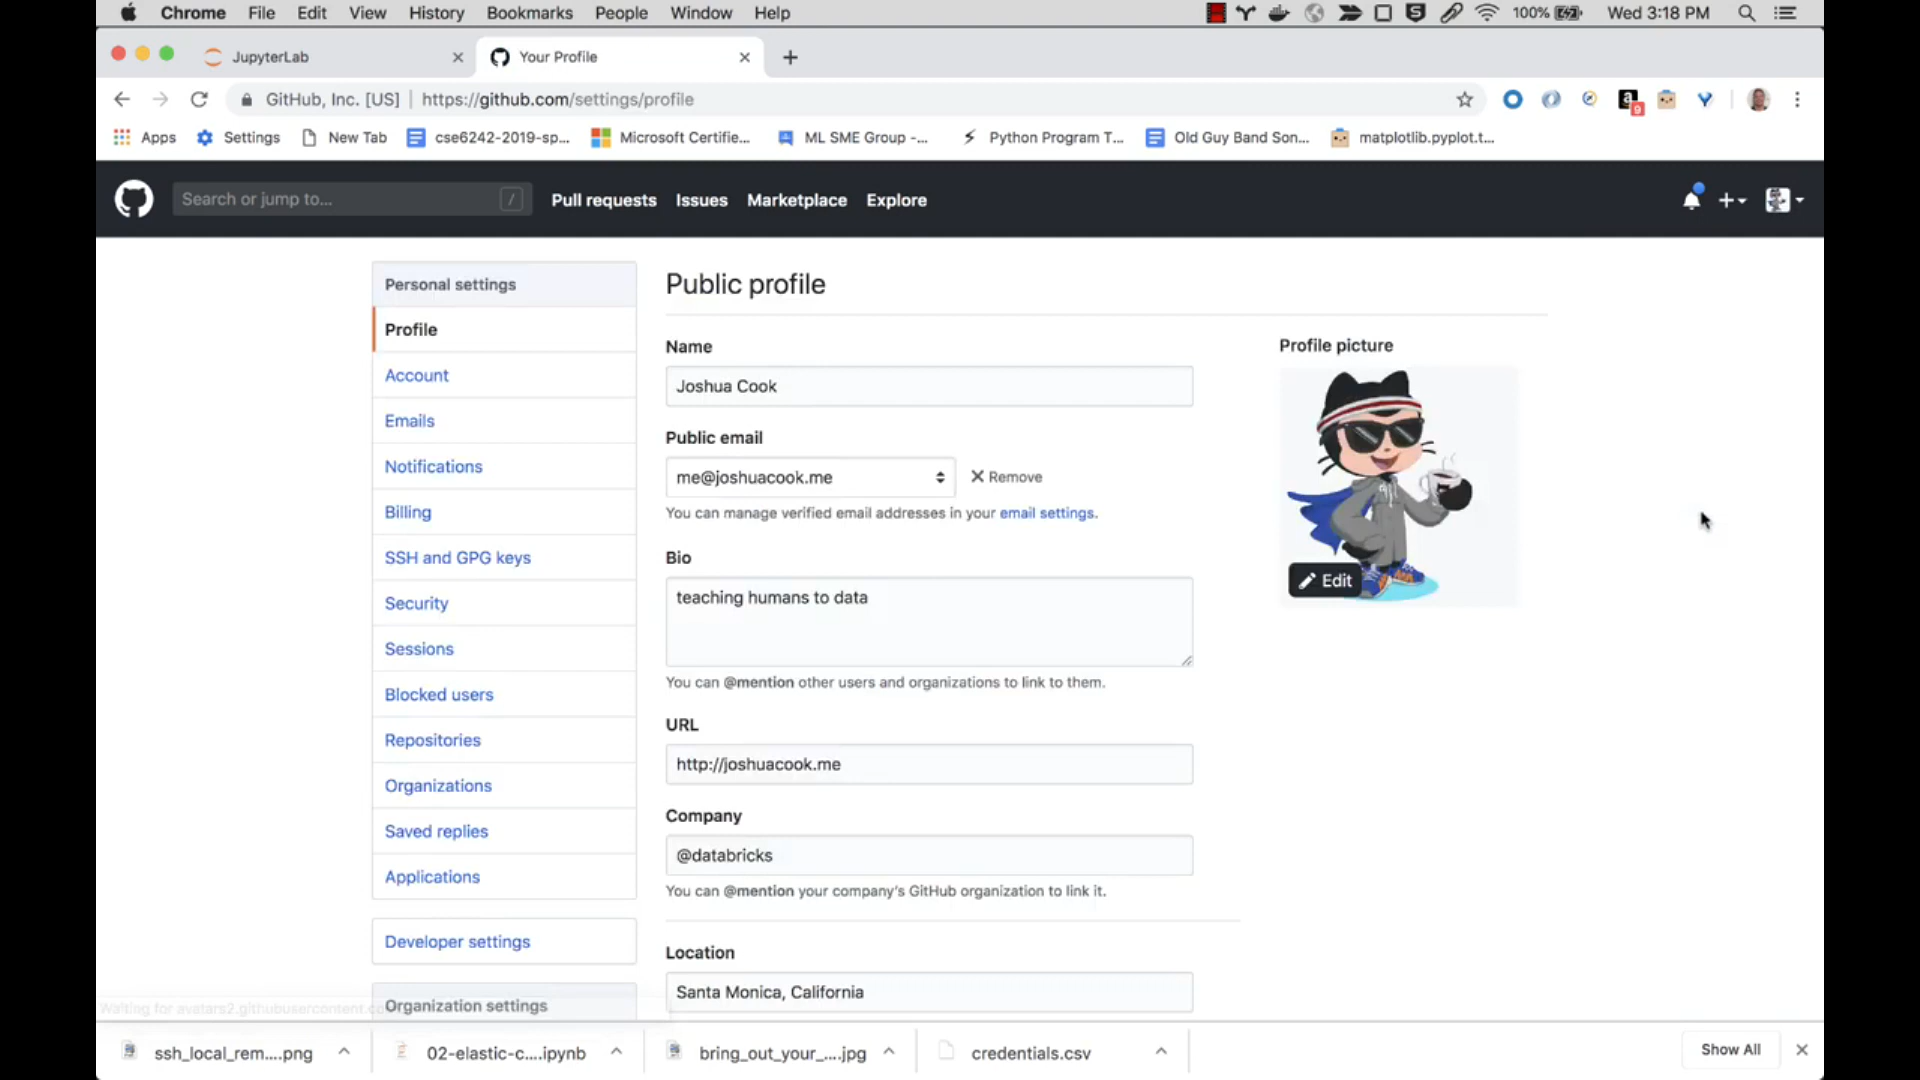 Chrome File Edit View History Bookmarks People Window Help 100% Wed 3:18 PM
JupyterLab Your Profile
GitHub, Inc. [US] | https://github.com/settings/profile
Apps Settings New Tab cse6242-2019-sp... Microsoft Certifie... ML SME Group -... Python Program T... Old Guy Band Son... matplotlib.pyplot.t...
Search or jump to... / Pull requests Issues Marketplace Explore
Personal settings
Profile
Account
Emails
Notifications
Billing
SSH and GPG keys
Security
Sessions
Blocked users
Repositories
Organizations
Saved replies
Applications
Developer settings
Organization settings
Public profile
Name
Joshua Cook
Public email
me@joshuacook.me Remove
You can manage verified email addresses in your email settings.
Bio
teaching humans to data
You can @mention other users and organizations to link to them.
URL
http://joshuacook.me
Company
@databricks
You can @mention your company's GitHub organization to link it.
Location
Santa Monica, California
Profile picture
Edit
Waiting for avatars2.githubusercontent.c
ssh_local_rem....png 02-elastic-c....ipynb bring_out_your_....jpg credentials.csv Show All